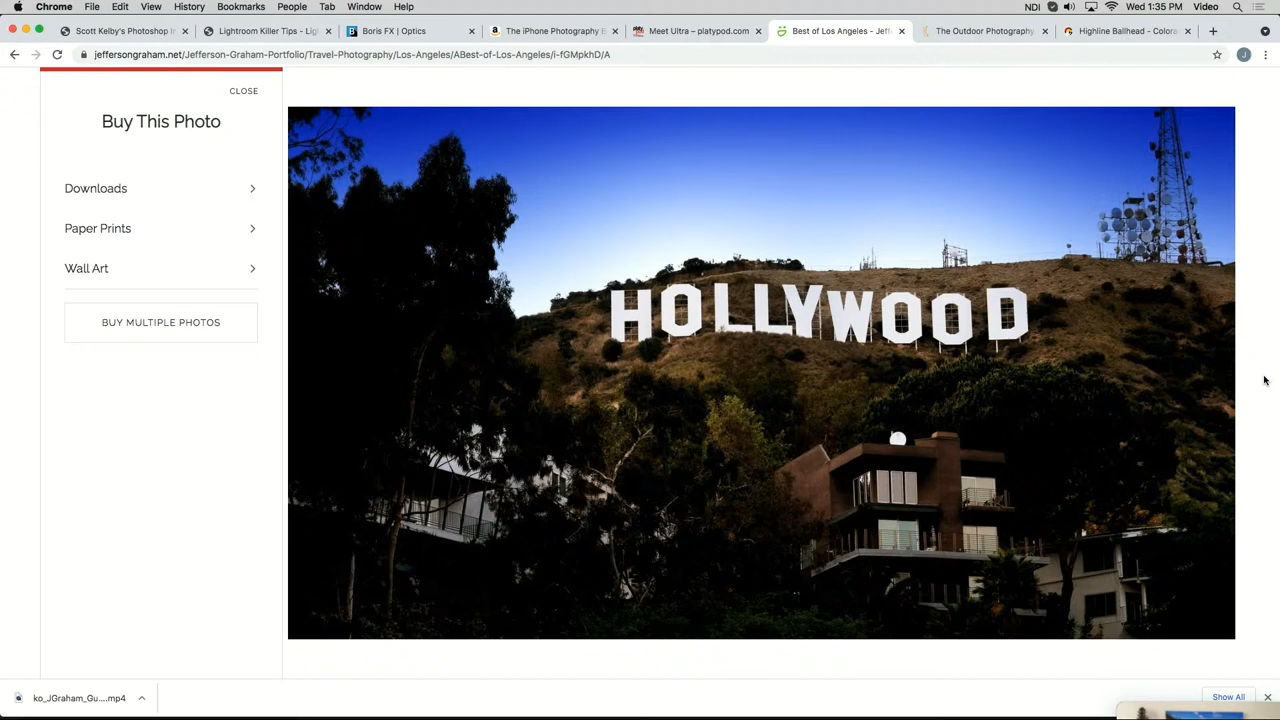 Chrome File Edit View History Bookmarks People Tab Window Help NDI Wed 1:35 PM Video
Scott Kelby's Photoshop In
Lightroom Killer Tips - Ligh
Boris FX | Optics
The iPhone Photography B
Meet Ultra – platypod.com
Best of Los Angeles - Jeff
The Outdoor Photography
Highline Ballhead - Colora
jeffersongraham.net/Jefferson-Graham-Portfolio/Travel-Photography/Los-Angeles/ABest-of-Los-Angeles/i-fGMpkhD/A
J
CLOSE
Buy This Photo
Downloads
Paper Prints
Wall Art
BUY MULTIPLE PHOTOS
HOLLYWOOD
ko_JGraham_Gu....mp4
Show All